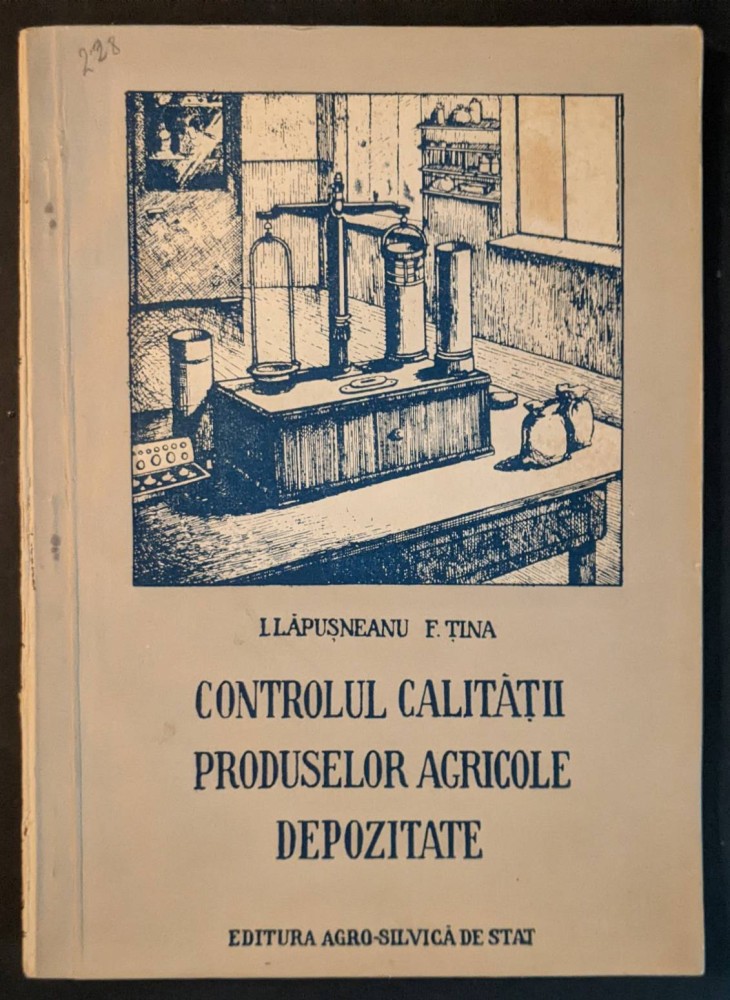 228
I. LĂPUȘNEANU F. ȚINA
CONTROLUL CALITĂȚII
PRODUSELOR AGRICOLE
DEPOZITATE
EDITURA AGRO-SILVICĂ DE STAT